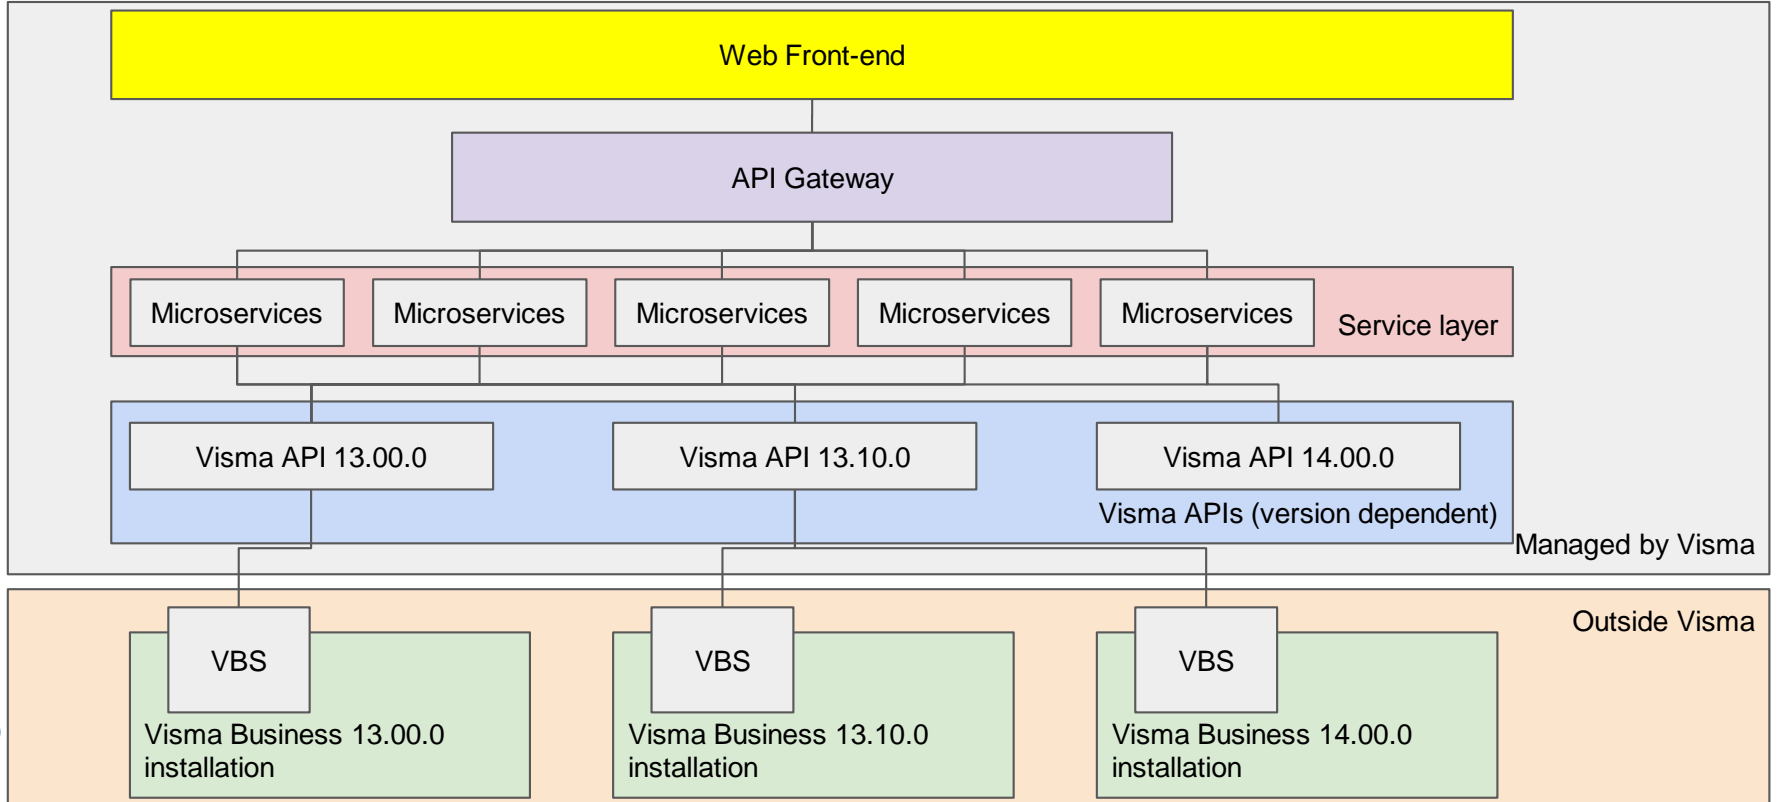 Web Front-end
API Gateway
Microservices
Microservices
Microservices
Microservices
Microservices
Service layer
Visma API 13.00.0
Visma API 13.10.0
Visma API 14.00.0
Visma APIs (version dependent)
Managed by Visma
Outside Visma
VBS
VBS
VBS
Visma Business 13.00.0
installation
Visma Business 13.10.0
installation
Visma Business 14.00.0
installation